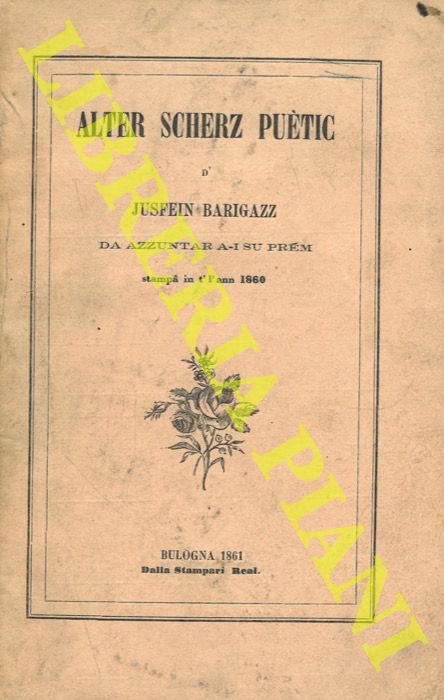 ALTER SCHERZ PUÈTIC
D'
JUSFEIN BARIGAZZ
DA AZZUNTAR A-I SU PRÉM
stampâ in t'l'ann 1860
BULOGNA 1861
Dalla Stampari Real.
LIBRERIA PIANI